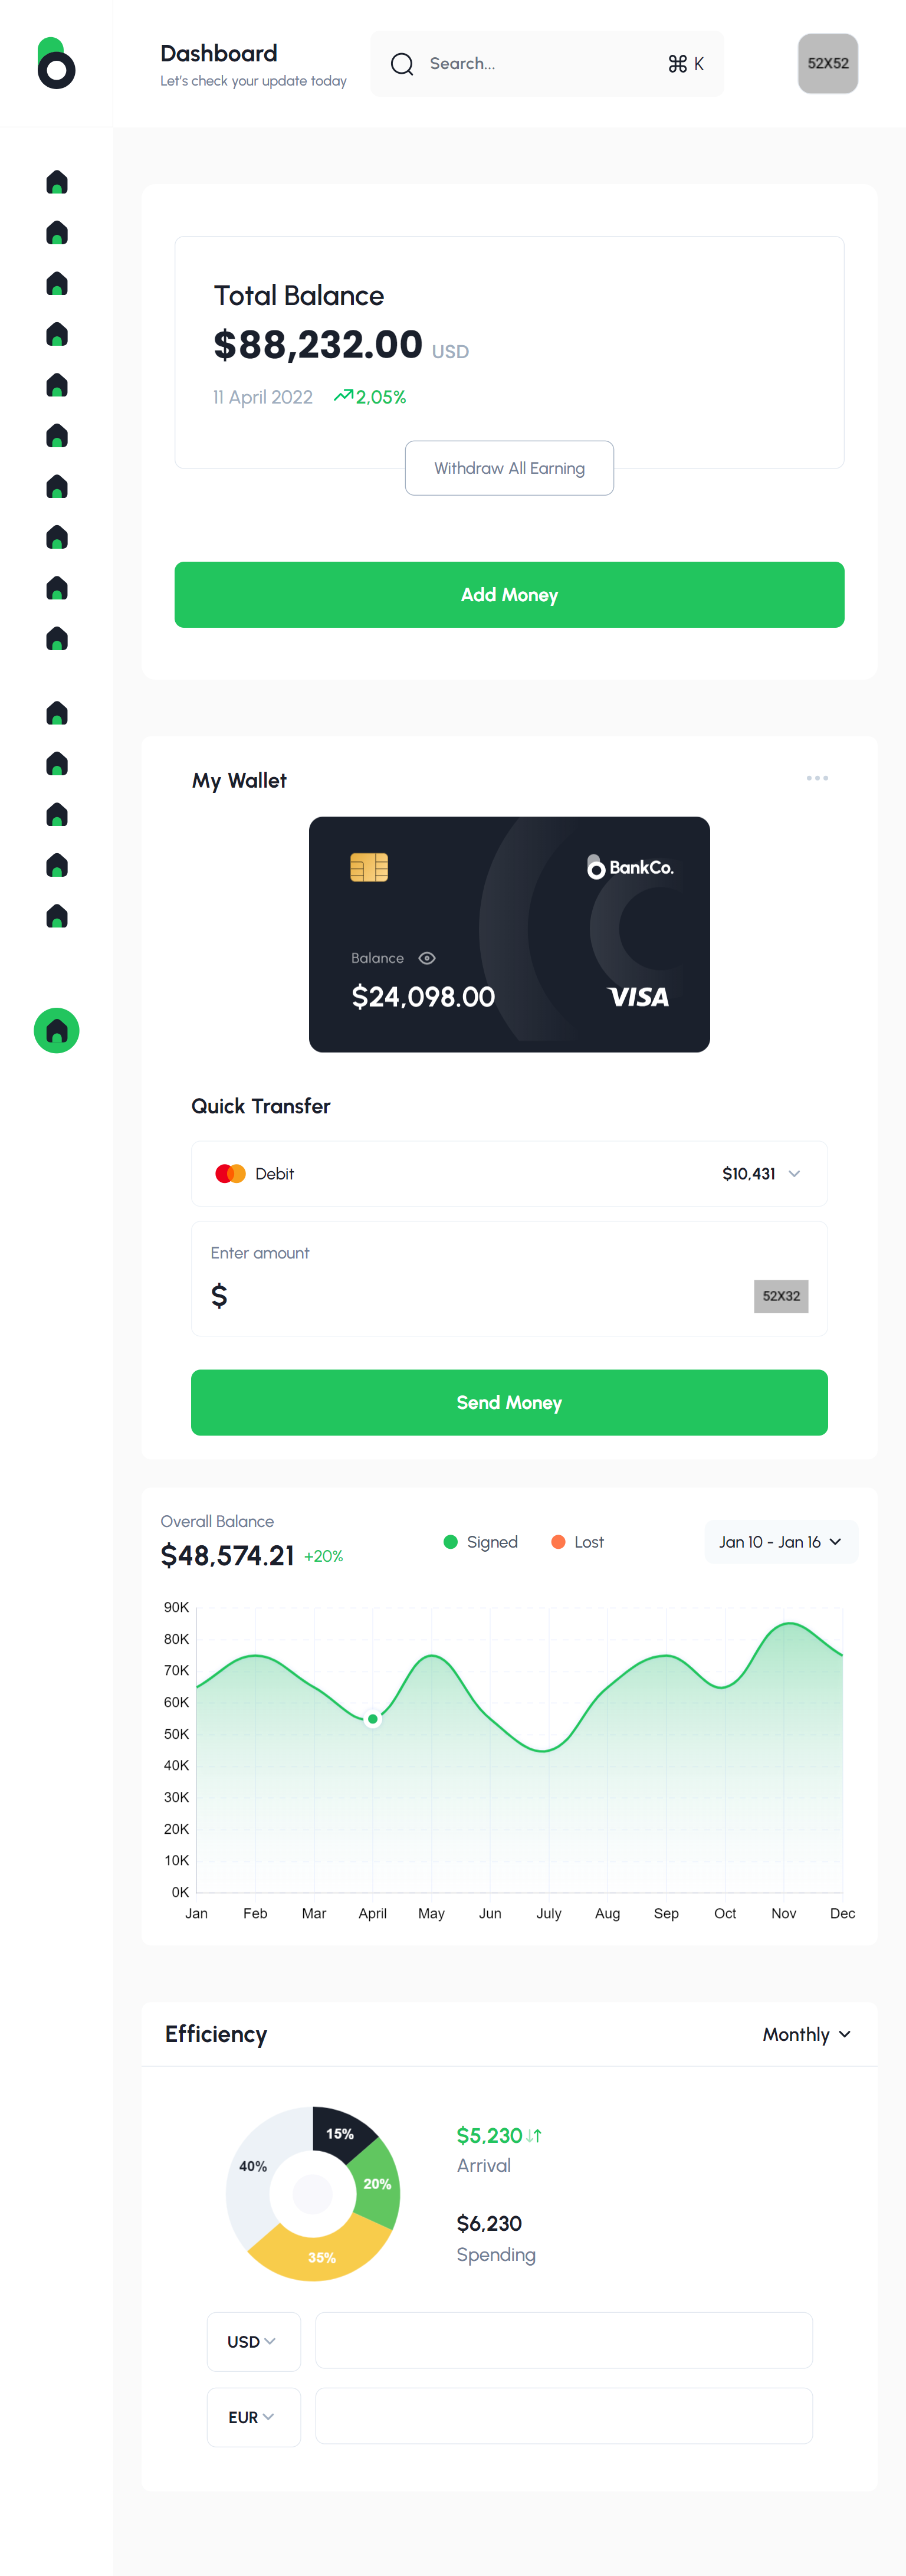 Dashboard
Let's check your update today
Search...
⌘ K
52X52
Total Balance
$88,232.00 USD
11 April 2022 2,05%
Withdraw All Earning
Add Money
My Wallet
BankCo.
Balance
$24,098.00
VISA
Quick Transfer
Debit $10,431
Enter amount
$
52X32
Send Money
Overall Balance
$48,574.21 +20%
Signed Lost
Jan 10 - Jan 16
90K
80K
70K
60K
50K
40K
30K
20K
10K
0K
Jan Feb Mar April May Jun July Aug Sep Oct Nov Dec
Efficiency Monthly
15%
20%
35%
40%
$5,230
Arrival
$6,230
Spending
USD
EUR